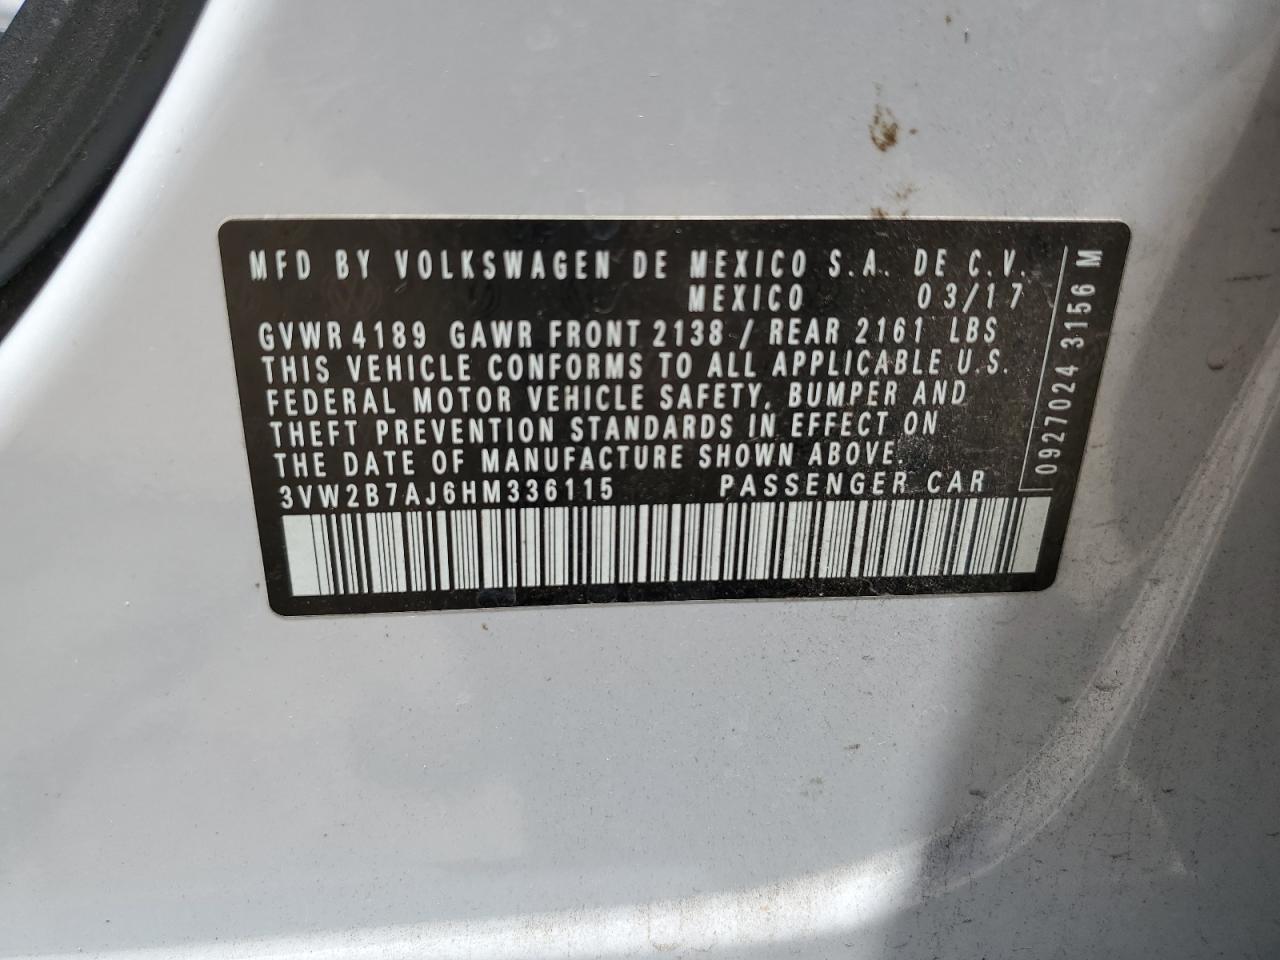 MFD BY VOLKSWAGEN DE MEXICO S.A. DE C.V.
MEXICO 03/17
GVWR 4189 GAWR FRONT 2138 / REAR 2161 LBS
THIS VEHICLE CONFORMS TO ALL APPLICABLE U.S.
FEDERAL MOTOR VEHICLE SAFETY, BUMPER AND
THEFT PREVENTION STANDARDS IN EFFECT ON
THE DATE OF MANUFACTURE SHOWN ABOVE.
3VW2B7AJ6HM336115 PASSENGER CAR
0927024 3156 M